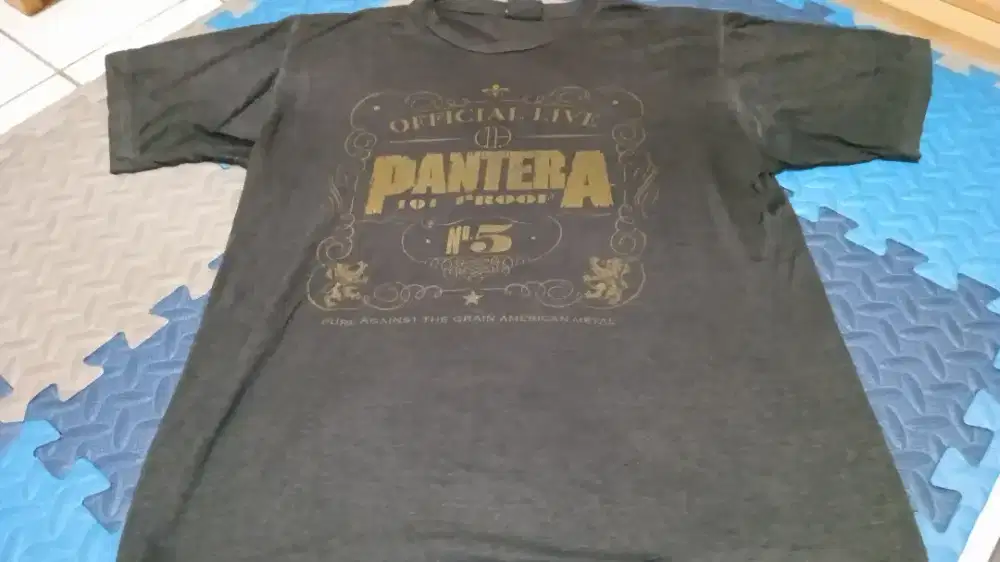 OFFICIAL LIVE
PANTERA
101 PROOF
Nº5
PURE AGAINST THE GRAIN AMERICAN METAL